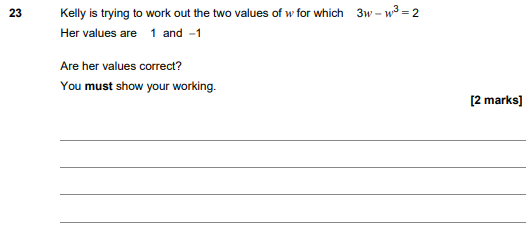 23 Kelly is trying to work out the two values of w for which 3w – w³ = 2
Her values are 1 and –1
Are her values correct?
You must show your working.
[2 marks]